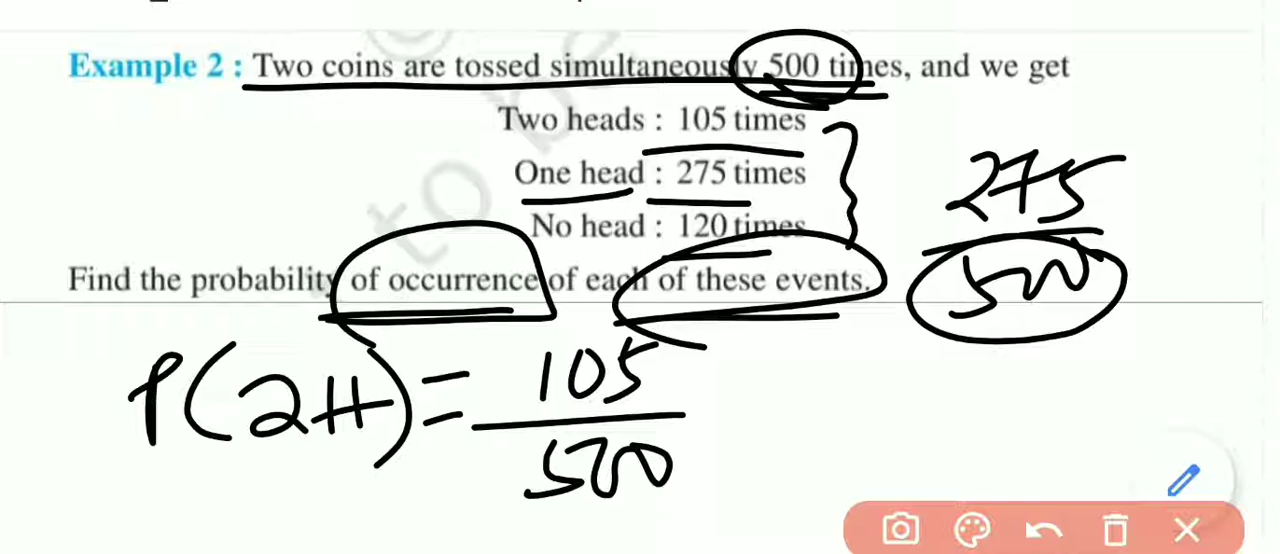 Example 2 : Two coins are tossed simultaneously 500 times, and we get
Two heads : 105 times
One head : 275 times
No head : 120 times
275
500
Find the probability of occurrence of each of these events.
P(2H) = 105
500
to be